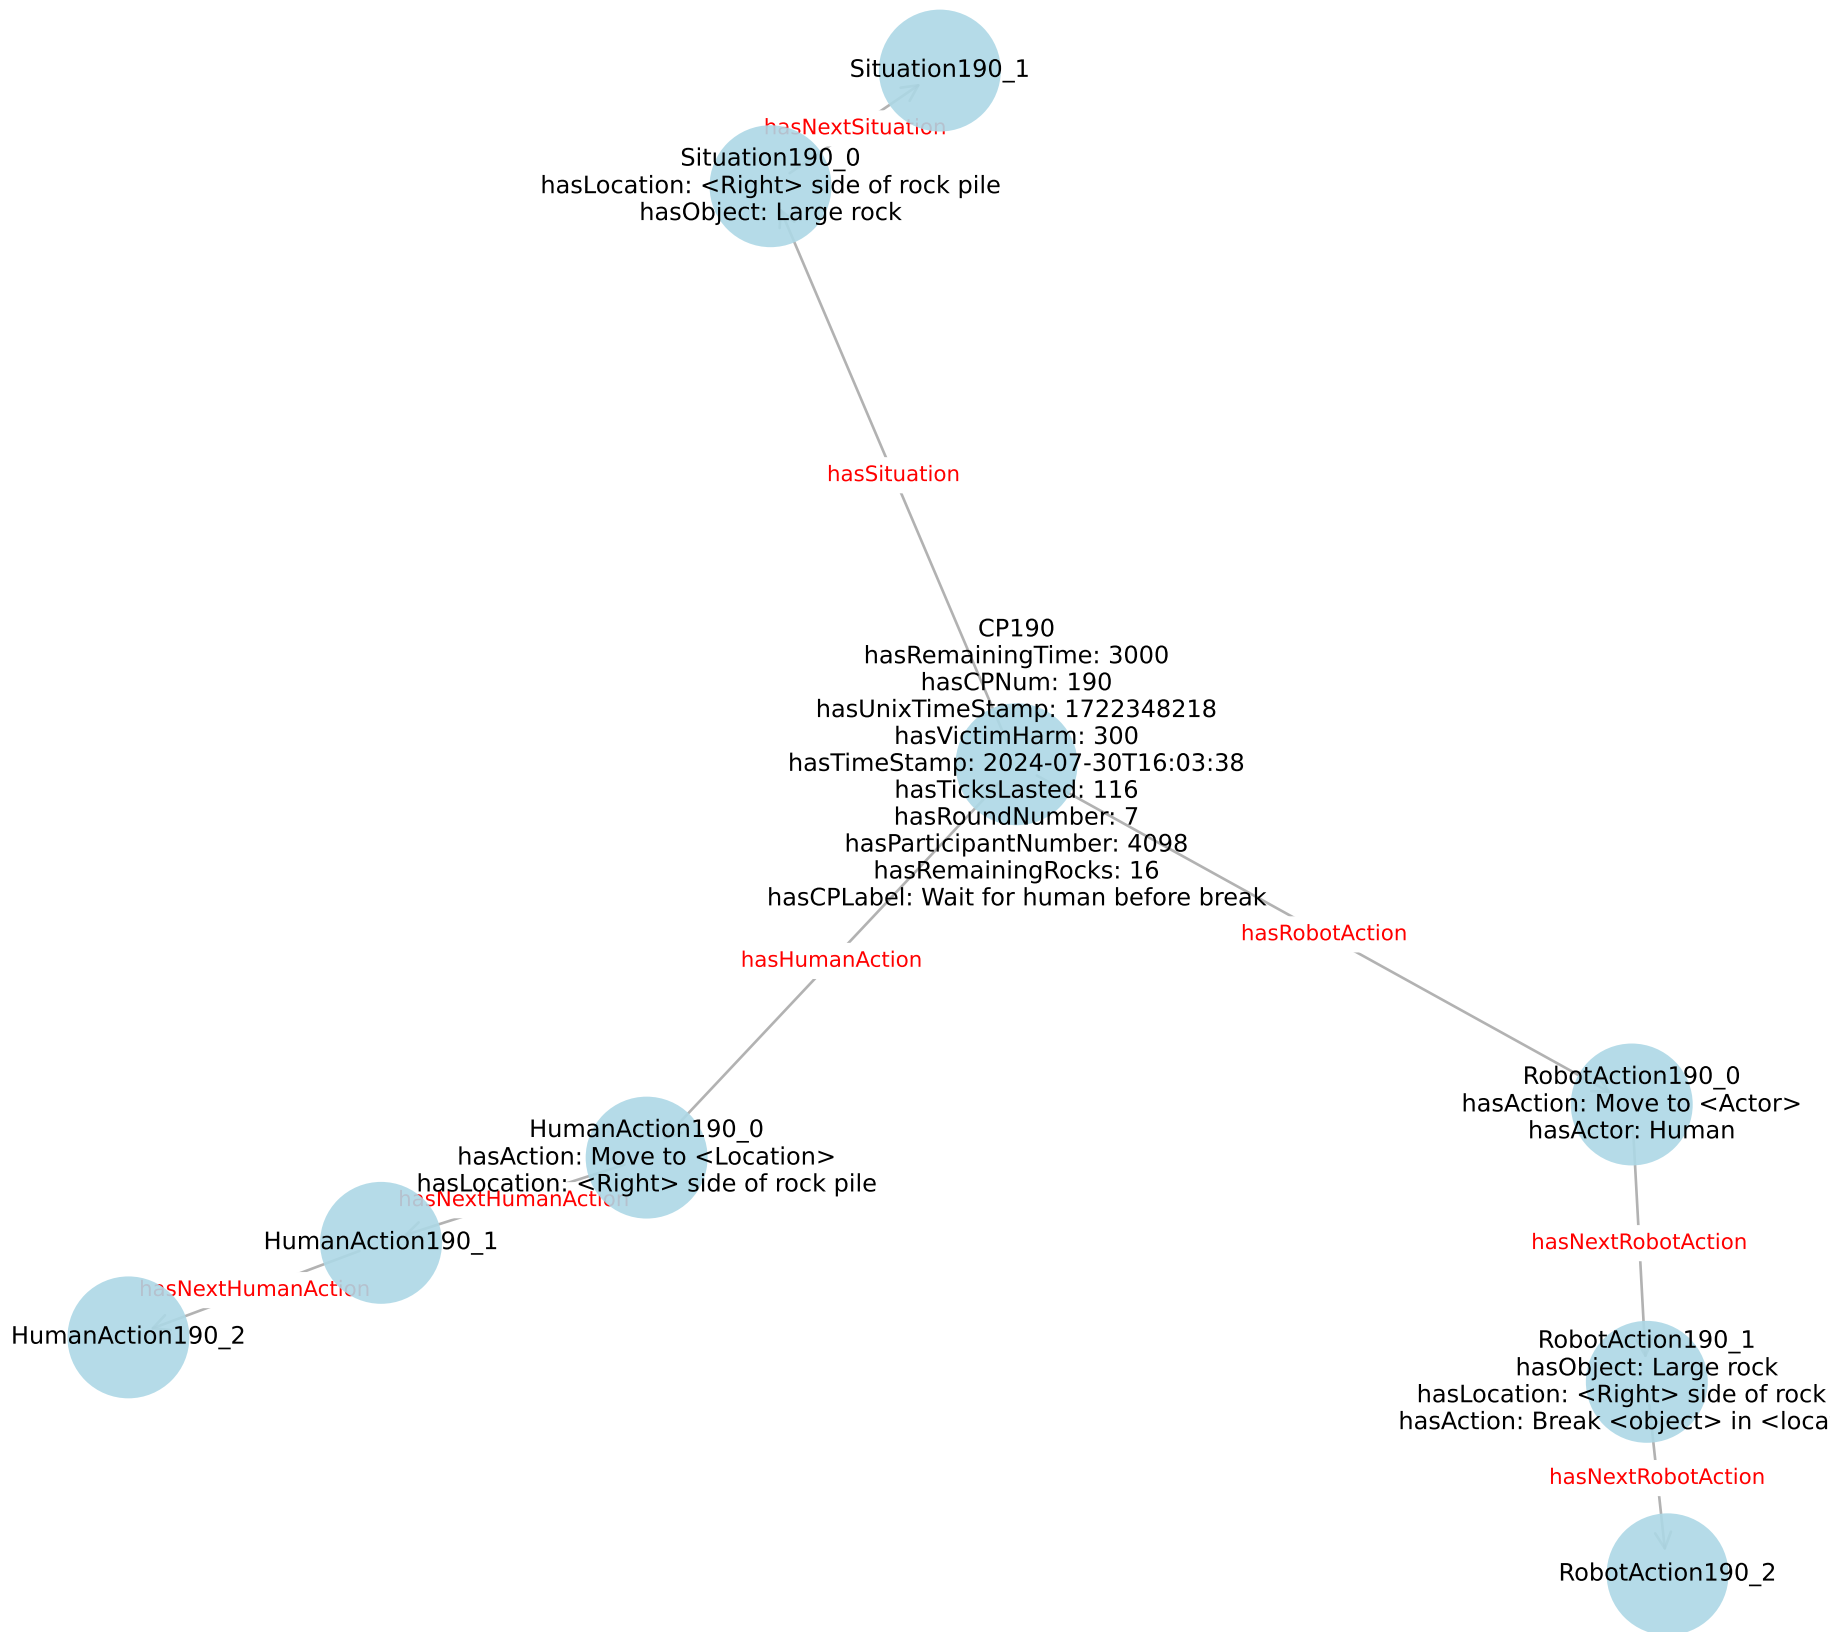 Situation190_1
hasNextSituation
Situation190_0
hasLocation: <Right> side of rock pile
hasObject: Large rock
hasSituation
CP190
hasRemainingTime: 3000
hasCPNum: 190
hasUnixTimeStamp: 1722348218
hasVictimHarm: 300
hasTimeStamp: 2024-07-30T16:03:38
hasTicksLasted: 116
hasRoundNumber: 7
hasParticipantNumber: 4098
hasRemainingRocks: 16
hasCPLabel: Wait for human before break
hasRobotAction
hasHumanAction
RobotAction190_0
hasAction: Move to <Actor>
hasActor: Human
HumanAction190_0
hasAction: Move to <Location>
hasLocation: <Right> side of rock pile
hasNextHumanAction
HumanAction190_1
hasNextRobotAction
hasNextHumanAction
HumanAction190_2
RobotAction190_1
hasObject: Large rock
hasLocation: <Right> side of rock
hasAction: Break <object> in <loca
hasNextRobotAction
RobotAction190_2